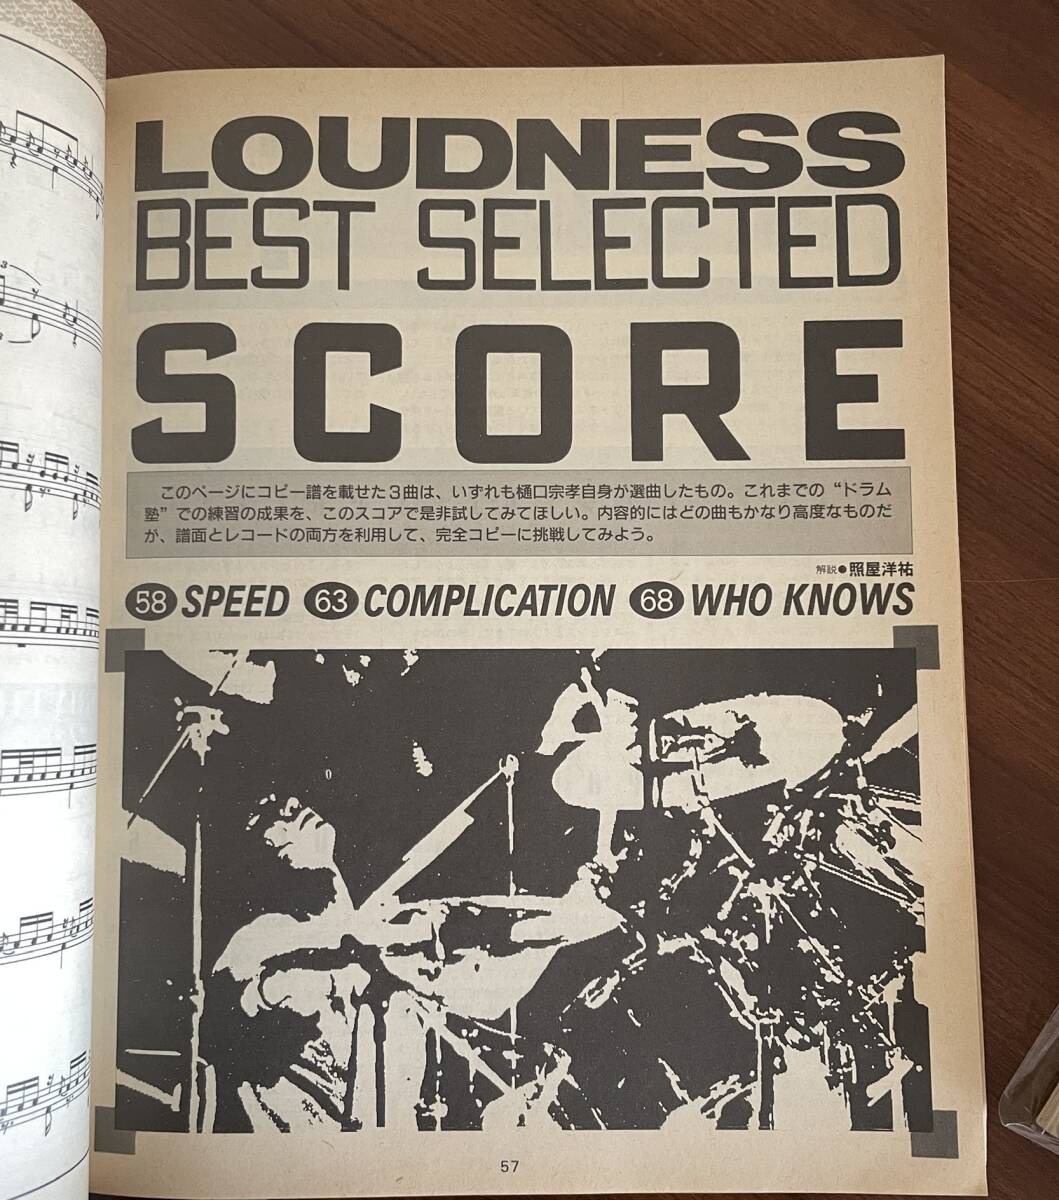 LOUDNESS
BEST SELECTED
SCORE
このページにコピー譜を載せた3曲は、いずれも樋口宗孝自身が選曲したもの。これまでの“ドラム
塾”での練習の成果を、このスコアで是非試してみてほしい。内容的にはどの曲もかなり高度なものだ
が、譜面とレコードの両方を利用して、完全コピーに挑戦してみよう。
解説●照屋洋祐
58 SPEED 63 COMPLICATION 68 WHO KNOWS
57